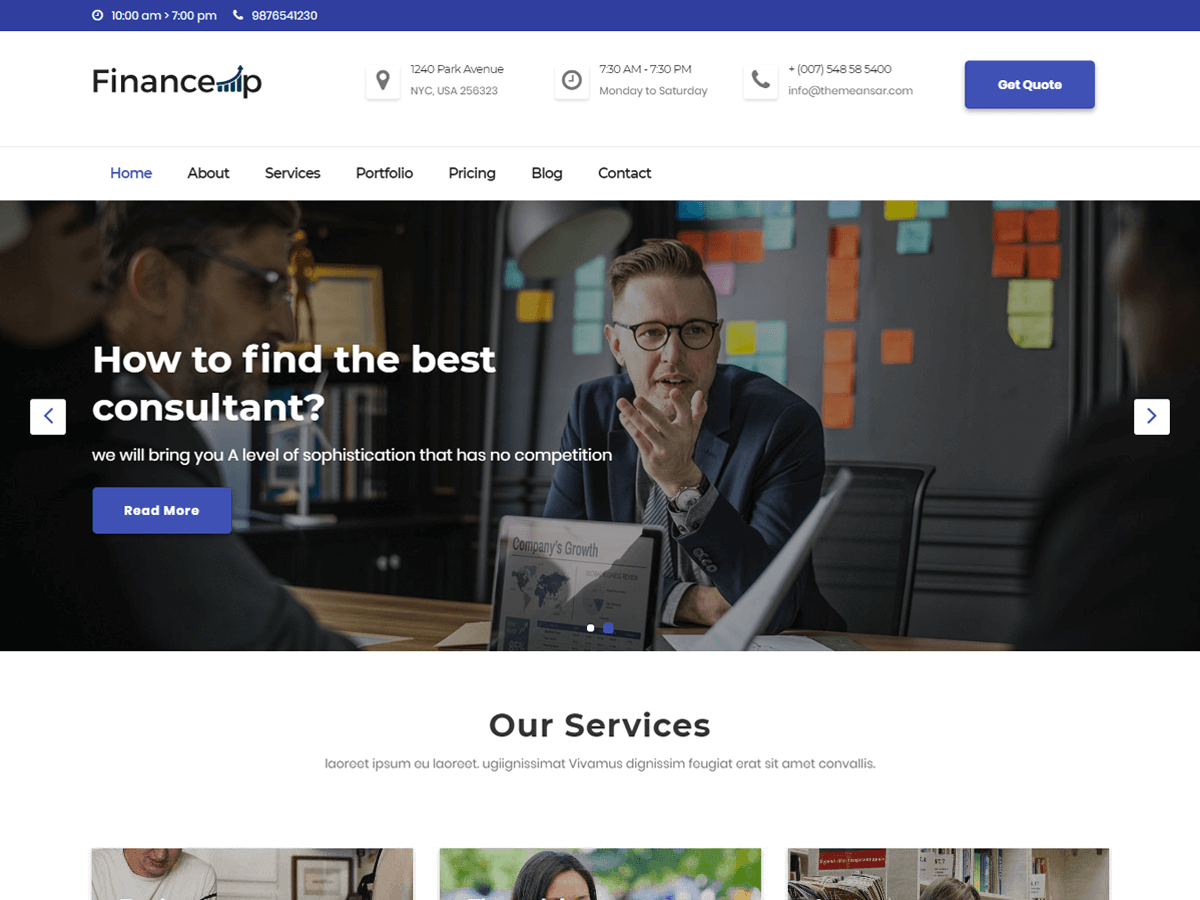 10:00 am > 7:00 pm 9876541230
Financeup
1240 Park Avenue
NYC, USA 256323
7:30 AM - 7:30 PM
Monday to Saturday
+ (007) 548 58 5400
info@themeansar.com
Get Quote
Home About Services Portfolio Pricing Blog Contact
How to find the best
consultant?
we will bring you A level of sophistication that has no competition
Read More
Company's Growth
Our Services
laoreet ipsum eu laoreet. ugiignissimat Vivamus dignissim feugiat erat sit amet convallis.